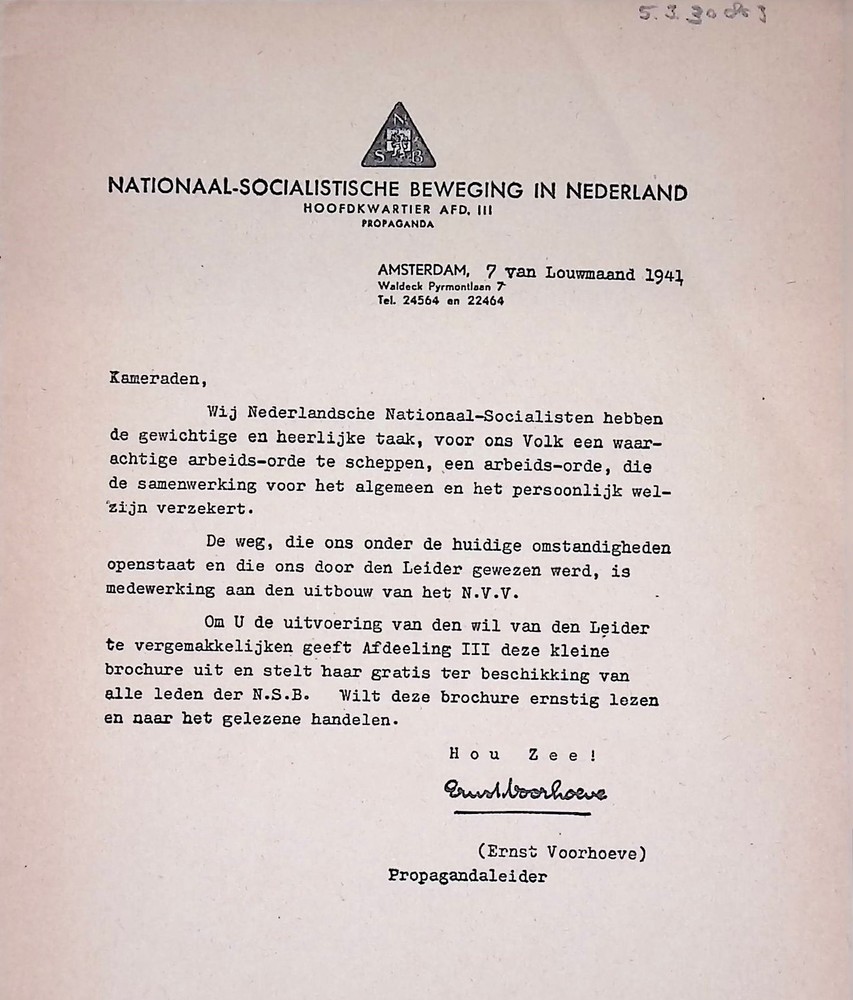 N
S B
NATIONAAL-SOCIALISTISCHE BEWEGING IN NEDERLAND
HOOFDKWARTIER AFD. III
PROPAGANDA
AMSTERDAM, 7 van Louwmaand 1941
Waldeck Pyrmontlaan 7
Tel. 24564 en 22464
Kameraden,
Wij Nederlandsche Nationaal-Socialisten hebben
de gewichtige en heerlijke taak, voor ons Volk een waar-
achtige arbeids-orde te scheppen, een arbeids-orde, die
de samenwerking voor het algemeen en het persoonlijk wel-
zijn verzekert.
De weg, die ons onder de huidige omstandigheden
openstaat en die ons door den Leider gewezen werd, is
medewerking aan den uitbouw van het N.V.V.
Om U de uitvoering van den wil van den Leider
te vergemakkelijken geeft Afdeeling III deze kleine
brochure uit en stelt haar gratis ter beschikking van
alle leden der N.S.B. Wilt deze brochure ernstig lezen
en naar het gelezene handelen.
Hou Zee!
Ernst Voorhoeve
(Ernst Voorhoeve)
Propagandaleider